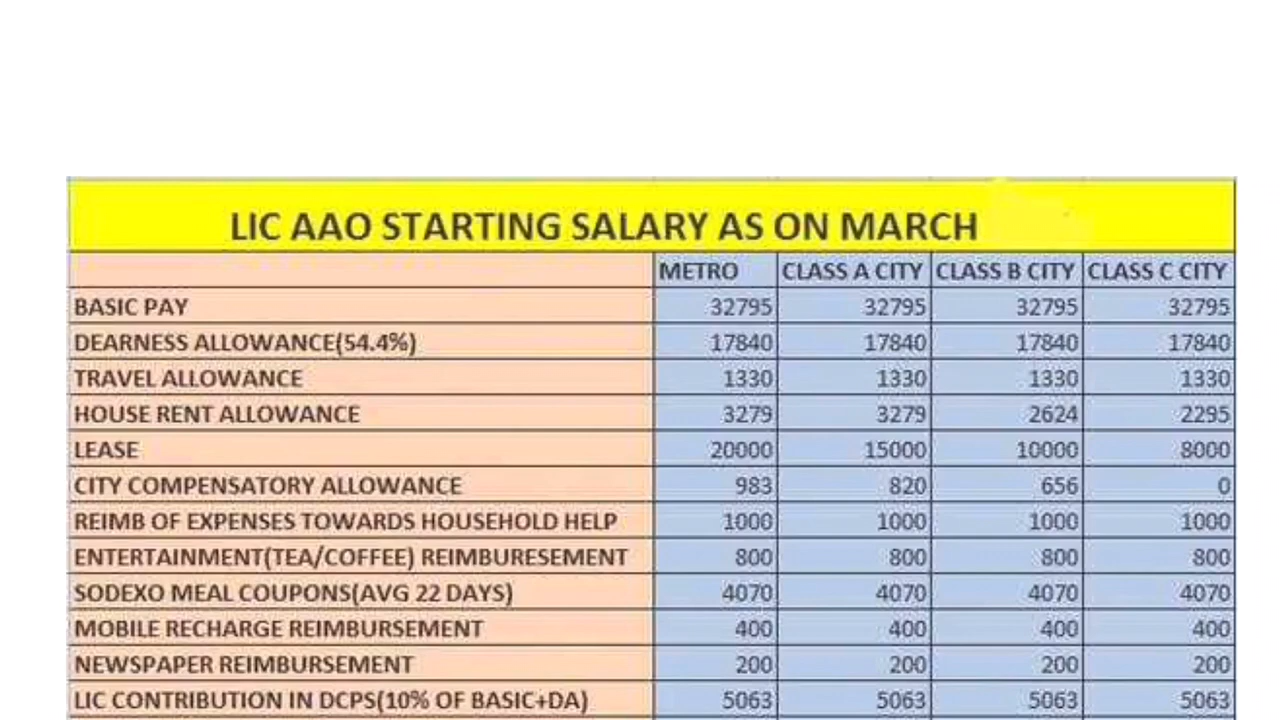 LIC AAO STARTING SALARY AS ON MARCH
METRO CLASS A CITY CLASS B CITY CLASS C CITY
BASIC PAY 32795 32795 32795 32795
DEARNESS ALLOWANCE(54.4%) 17840 17840 17840 17840
TRAVEL ALLOWANCE 1330 1330 1330 1330
HOUSE RENT ALLOWANCE 3279 3279 2624 2295
LEASE 20000 15000 10000 8000
CITY COMPENSATORY ALLOWANCE 983 820 656 0
REIMB OF EXPENSES TOWARDS HOUSEHOLD HELP 1000 1000 1000 1000
ENTERTAINMENT(TEA/COFFEE) REIMBURESEMENT 800 800 800 800
SODEXO MEAL COUPONS(AVG 22 DAYS) 4070 4070 4070 4070
MOBILE RECHARGE REIMBURSEMENT 400 400 400 400
NEWSPAPER REIMBURSEMENT 200 200 200 200
LIC CONTRIBUTION IN DCPS(10% OF BASIC+DA) 5063 5063 5063 5063